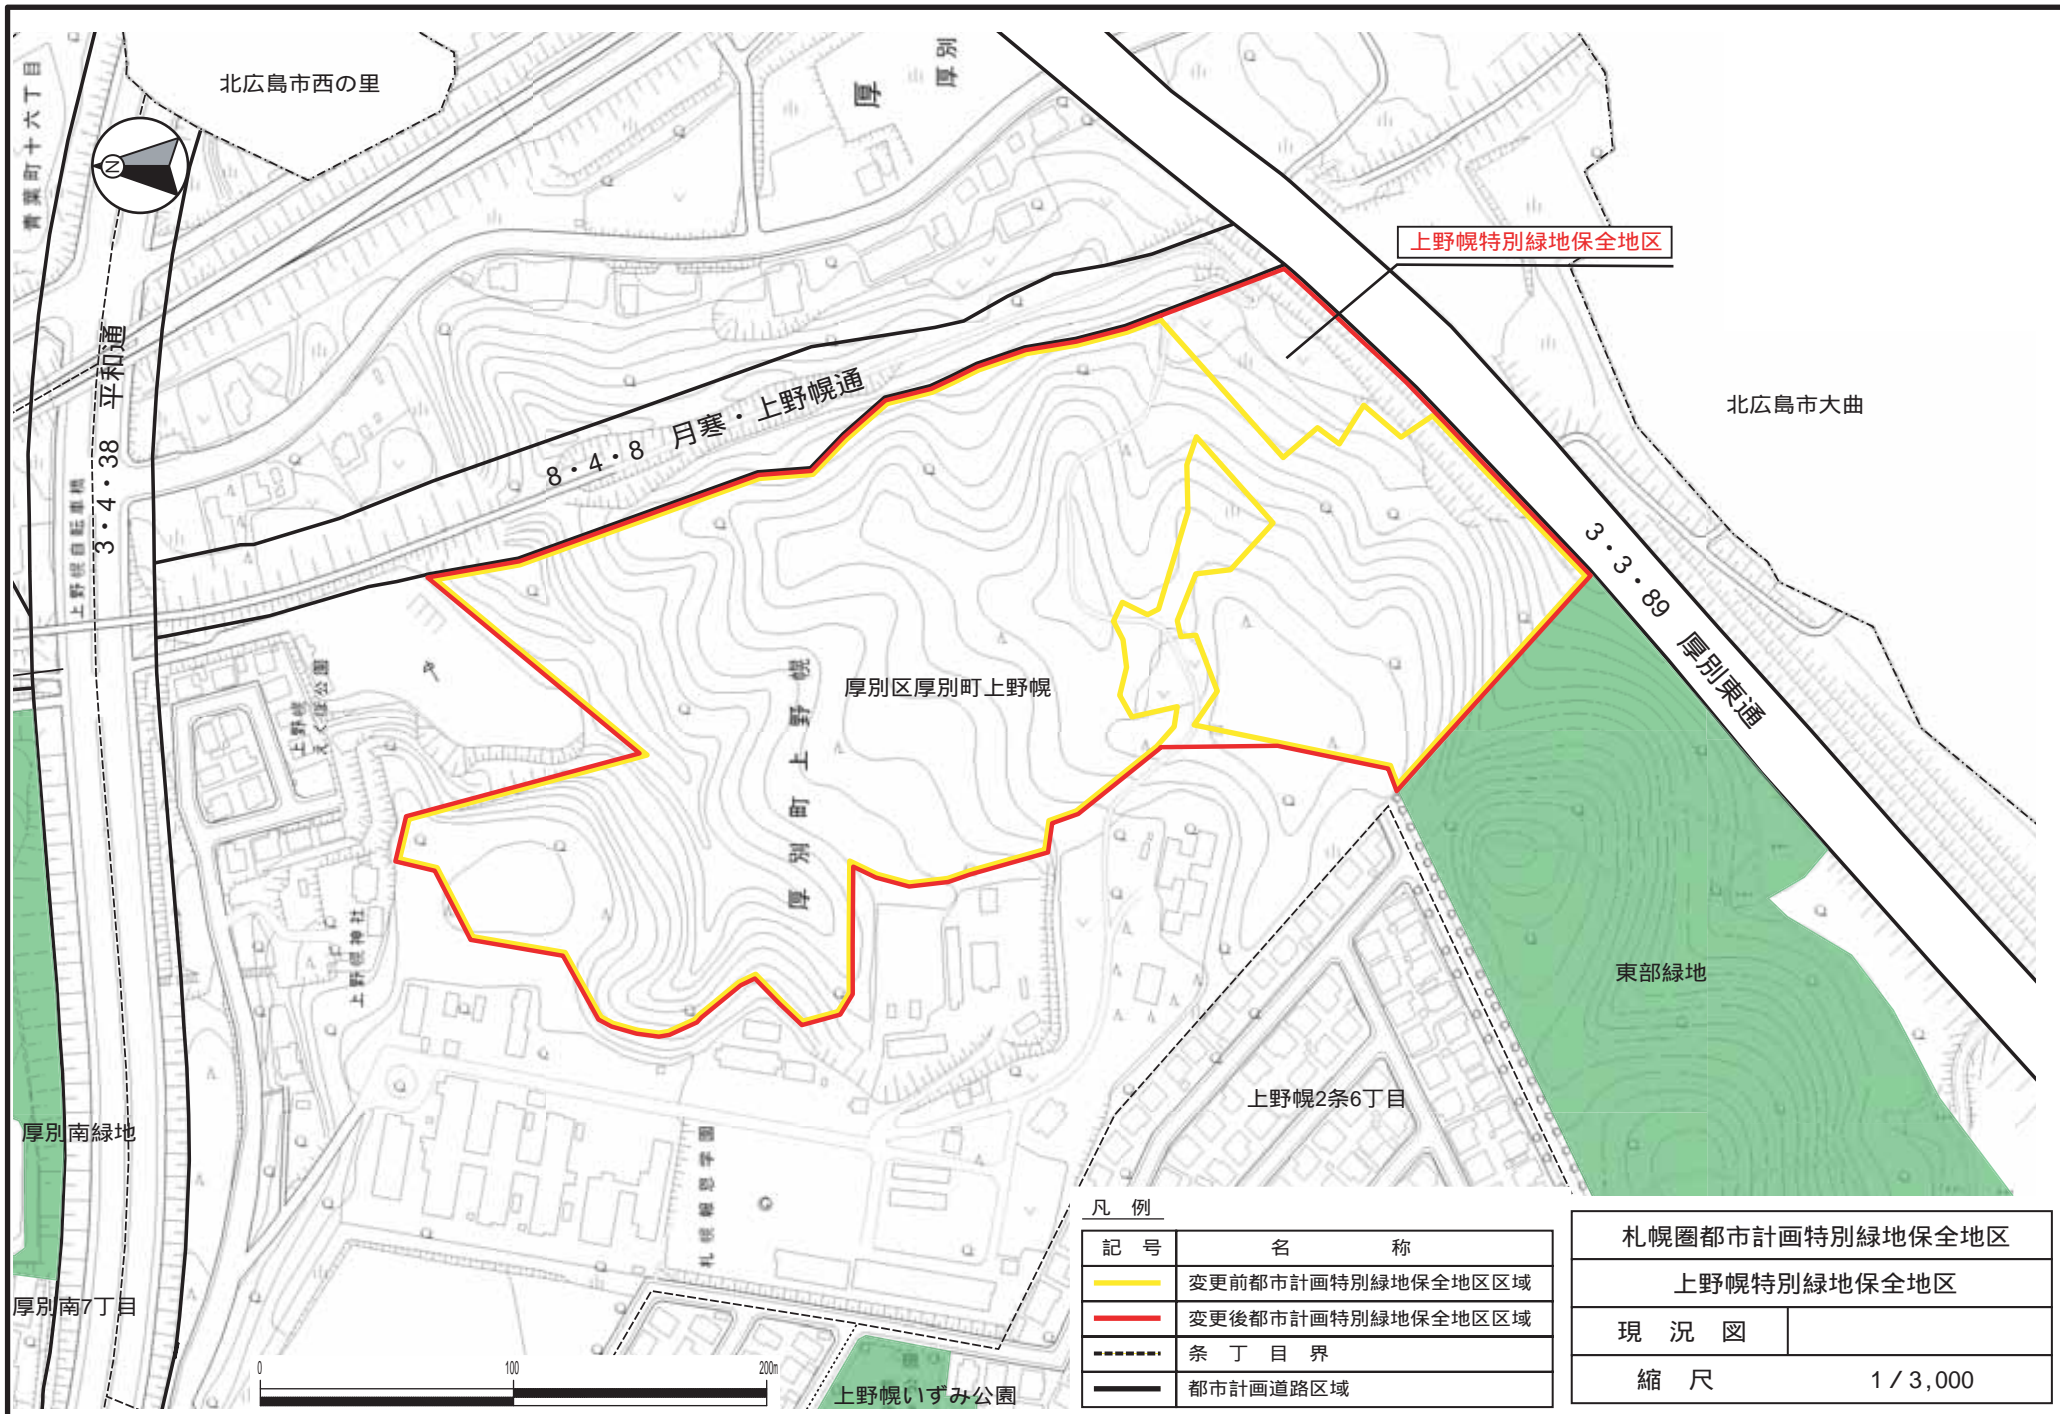 北広島市西の里
青葉町十六丁目
N
厚
厚別
上野幌特別緑地保全地区
北広島市大曲
3・4・38 平和通
8・4・8 月寒・上野幌通
3・3・89 厚別東通
上野幌自転車橋
上野幌
えくぼ公園
厚別区厚別町上野幌
厚別町上野幌
上野幌神社
東部緑地
上野幌2条6丁目
厚別南緑地
札幌報恩学園
厚別南7丁目
上野幌いずみ公園
0 100 200m
凡 例
記 号 名 称
変更前都市計画特別緑地保全地区区域
変更後都市計画特別緑地保全地区区域
条 丁 目 界
都市計画道路区域
札幌圏都市計画特別緑地保全地区
上野幌特別緑地保全地区
現 況 図
縮 尺 1/3,000